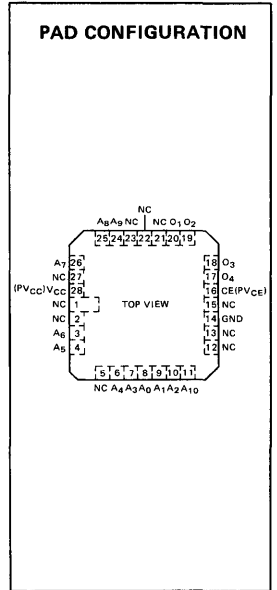 PAD CONFIGURATION
NC
A8 A9 NC NC O1 O2
25 24 23 22 21 20 19
A7 26 18 O3
NC 27 17 O4
(PVCC)VCC 28 16 CE(PVCE)
NC 1 TOP VIEW 15 NC
NC 2 14 GND
A6 3 13 NC
A5 4 12 NC
5 6 7 8 9 10 11
NC A4 A3 A0 A1 A2 A10